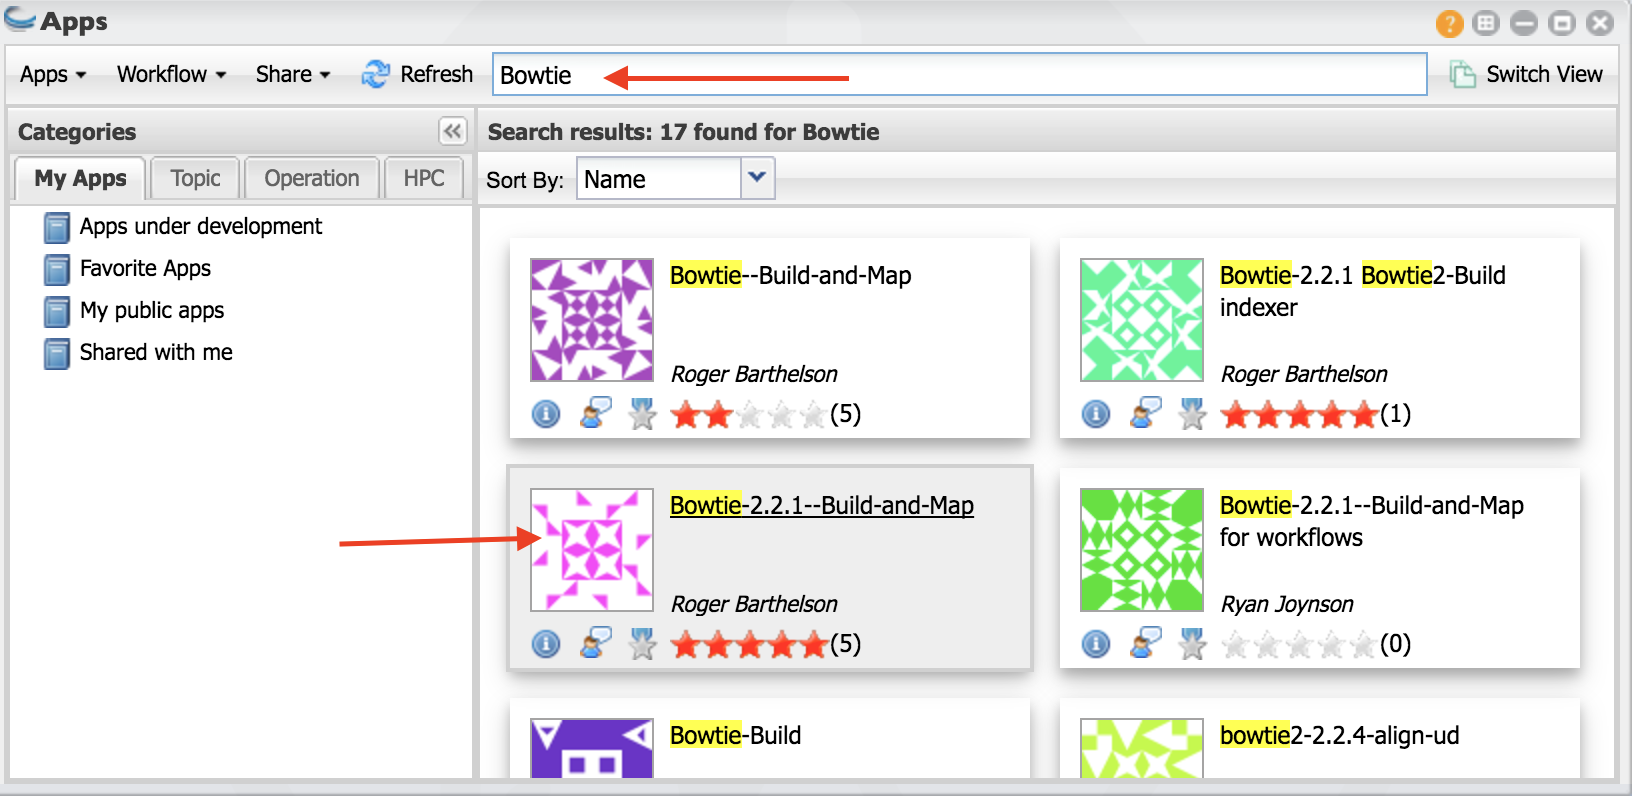 Apps
?
Apps Workflow Share Refresh Bowtie Switch View
Categories
My Apps Topic Operation HPC
Apps under development
Favorite Apps
My public apps
Shared with me
Search results: 17 found for Bowtie
Sort By: Name
Bowtie--Build-and-Map
Roger Barthelson
(5)
Bowtie-2.2.1 Bowtie2-Build
indexer
Roger Barthelson
(1)
Bowtie-2.2.1--Build-and-Map
Roger Barthelson
(5)
Bowtie-2.2.1--Build-and-Map
for workflows
Ryan Joynson
(0)
Bowtie-Build
bowtie2-2.2.4-align-ud